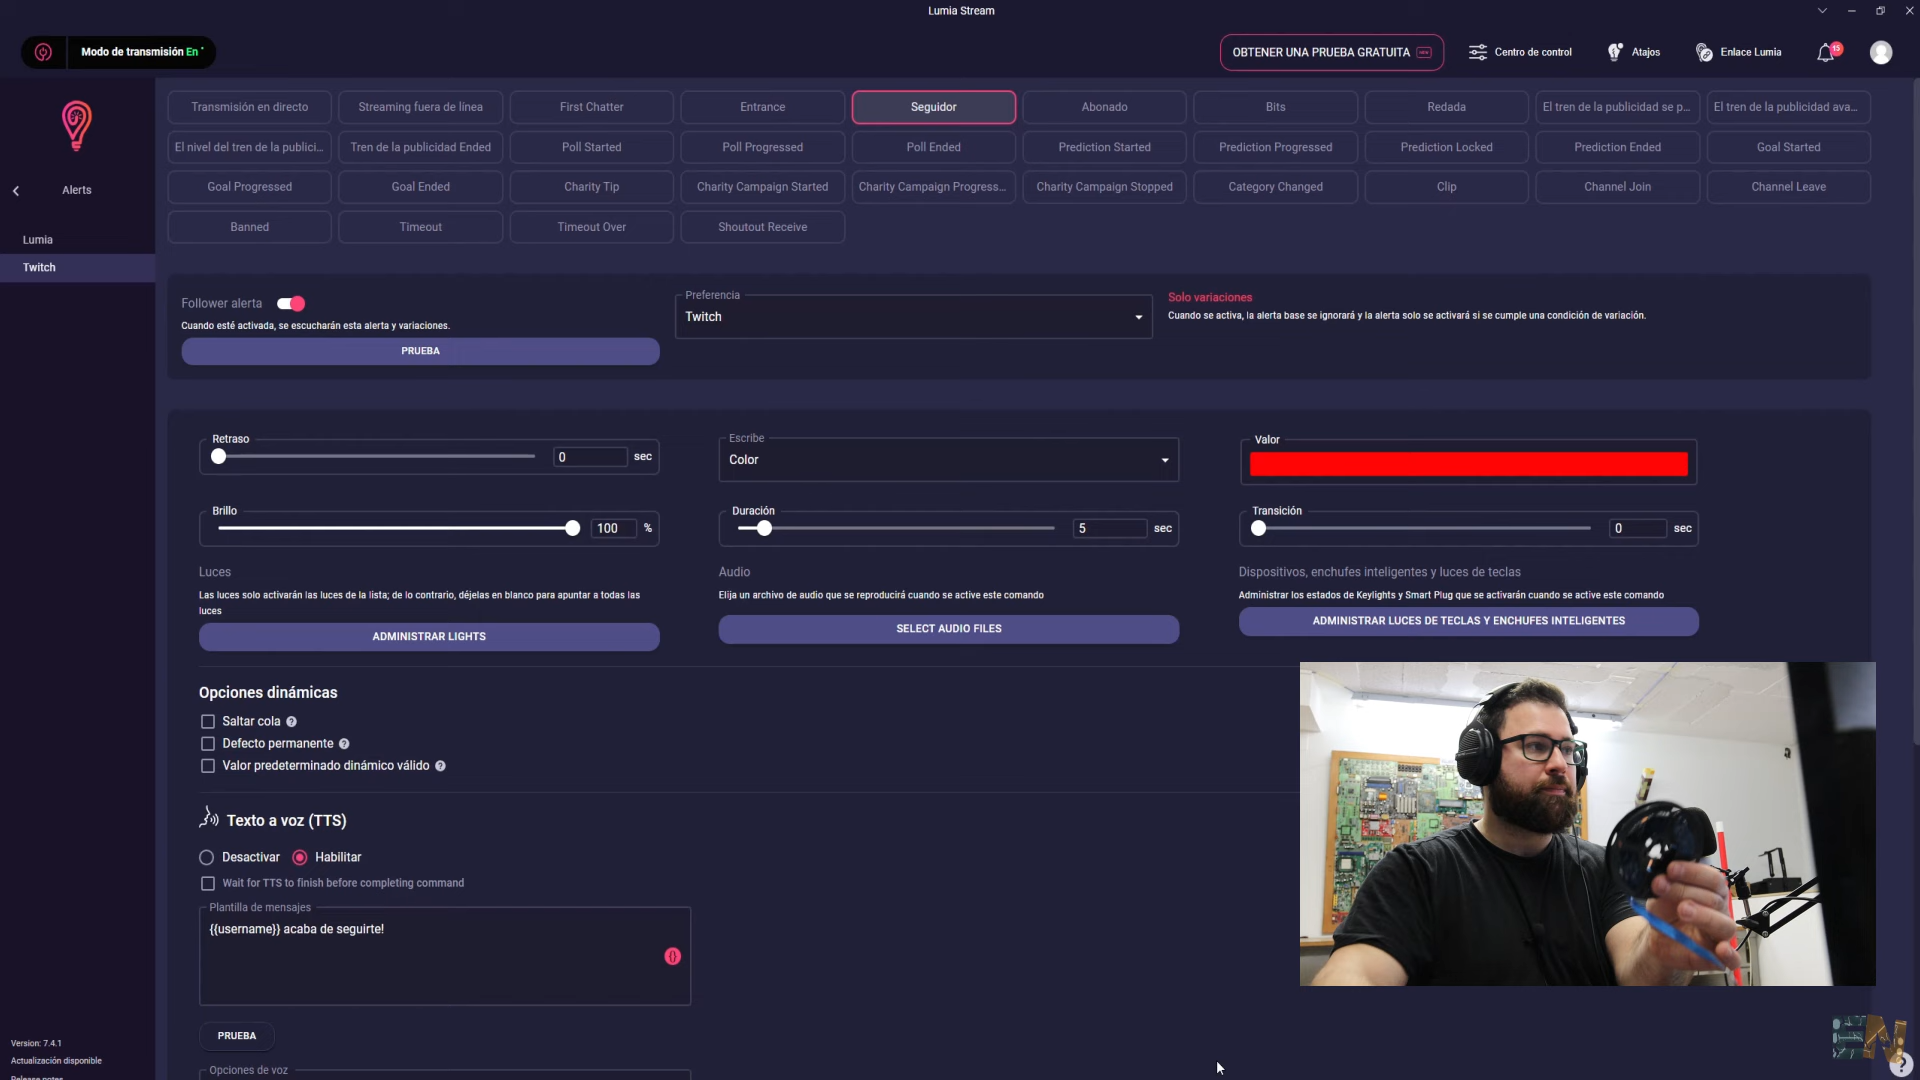 Lumia Stream
Modo de transmisión En
OBTENER UNA PRUEBA GRATUITA
Centro de control
Atajos
Enlace Lumia
15
Transmisión en directo
Streaming fuera de línea
First Chatter
Entrance
Seguidor
Abonado
Bits
Redada
El tren de la publicidad se p...
El tren de la publicidad ava...
El nivel del tren de la publici...
Tren de la publicidad Ended
Poll Started
Poll Progressed
Poll Ended
Prediction Started
Prediction Progressed
Prediction Locked
Prediction Ended
Goal Started
Goal Progressed
Goal Ended
Charity Tip
Charity Campaign Started
Charity Campaign Progress...
Charity Campaign Stopped
Category Changed
Clip
Channel Join
Channel Leave
Banned
Timeout
Timeout Over
Shoutout Receive
Alerts
Lumia
Twitch
Follower alerta
Cuando esté activada, se escucharán esta alerta y variaciones.
PRUEBA
Preferencia
Twitch
Solo variaciones
Cuando se activa, la alerta base se ignorará y la alerta solo se activará si se cumple una condición de variación.
Retraso
0 sec
Escribe
Color
Valor
Brillo
100 %
Duración
5 sec
Transición
0 sec
Luces
Las luces solo activarán las luces de la lista; de lo contrario, déjelas en blanco para apuntar a todas las
luces
ADMINISTRAR LIGHTS
Audio
Elija un archivo de audio que se reproducirá cuando se active este comando
SELECT AUDIO FILES
Dispositivos, enchufes inteligentes y luces de teclas
Administrar los estados de Keylights y Smart Plug que se activarán cuando se active este comando
ADMINISTRAR LUCES DE TECLAS Y ENCHUFES INTELIGENTES
Opciones dinámicas
Saltar cola ?
Defecto permanente ?
Valor predeterminado dinámico válido ?
Texto a voz (TTS)
Desactivar
Habilitar
Wait for TTS to finish before completing command
Plantilla de mensajes
{{username}} acaba de seguirte!
{}
PRUEBA
Opciones de voz
Version: 7.4.1
Actualización disponible
Release notes
EN
?